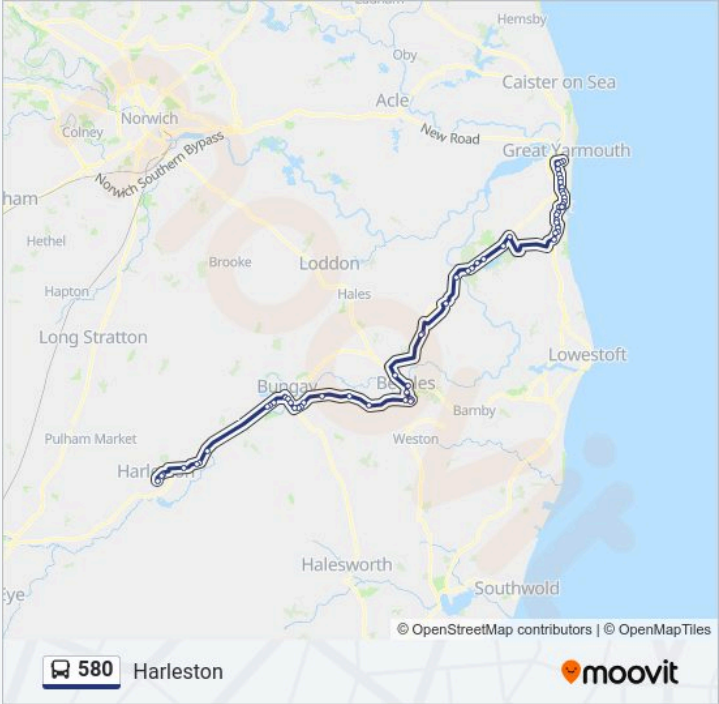 Hemsby
Oby
Caister on Sea
Acle
Norwich
Colney
New Road
Great Yarmouth
Norwich Southern Bypass
ham
Hethel
Brooke
Loddon
Hapton
Hales
Long Stratton
Lowestoft
Bungay
Barnby
Pulham Market
Weston
Halesworth
Southwold
Eye
© OpenStreetMap contributors | © OpenMapTiles
580 Harleston
moovit